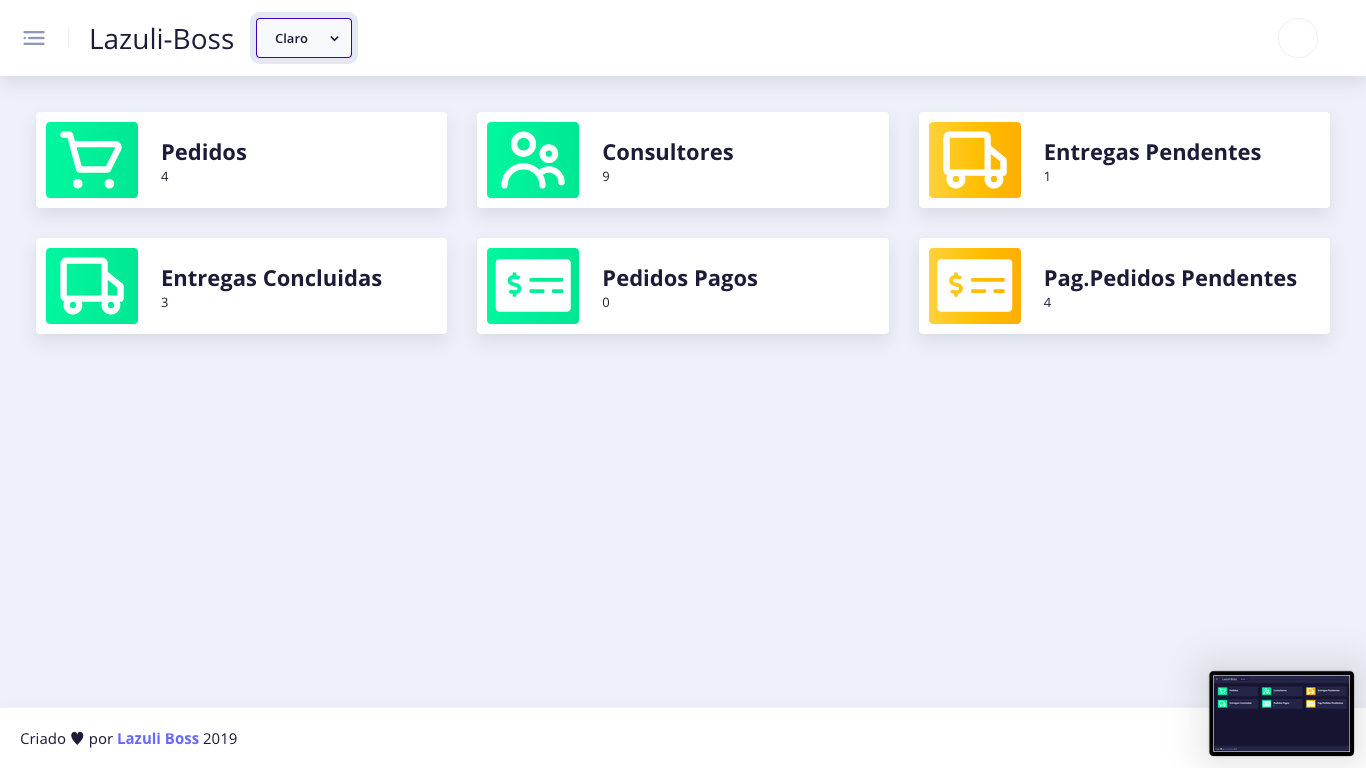 Lazuli-Boss
Claro
Pedidos
4
Consultores
9
Entregas Pendentes
1
Entregas Concluidas
3
Pedidos Pagos
0
Pag.Pedidos Pendentes
4
Criado ♥ por Lazuli Boss 2019